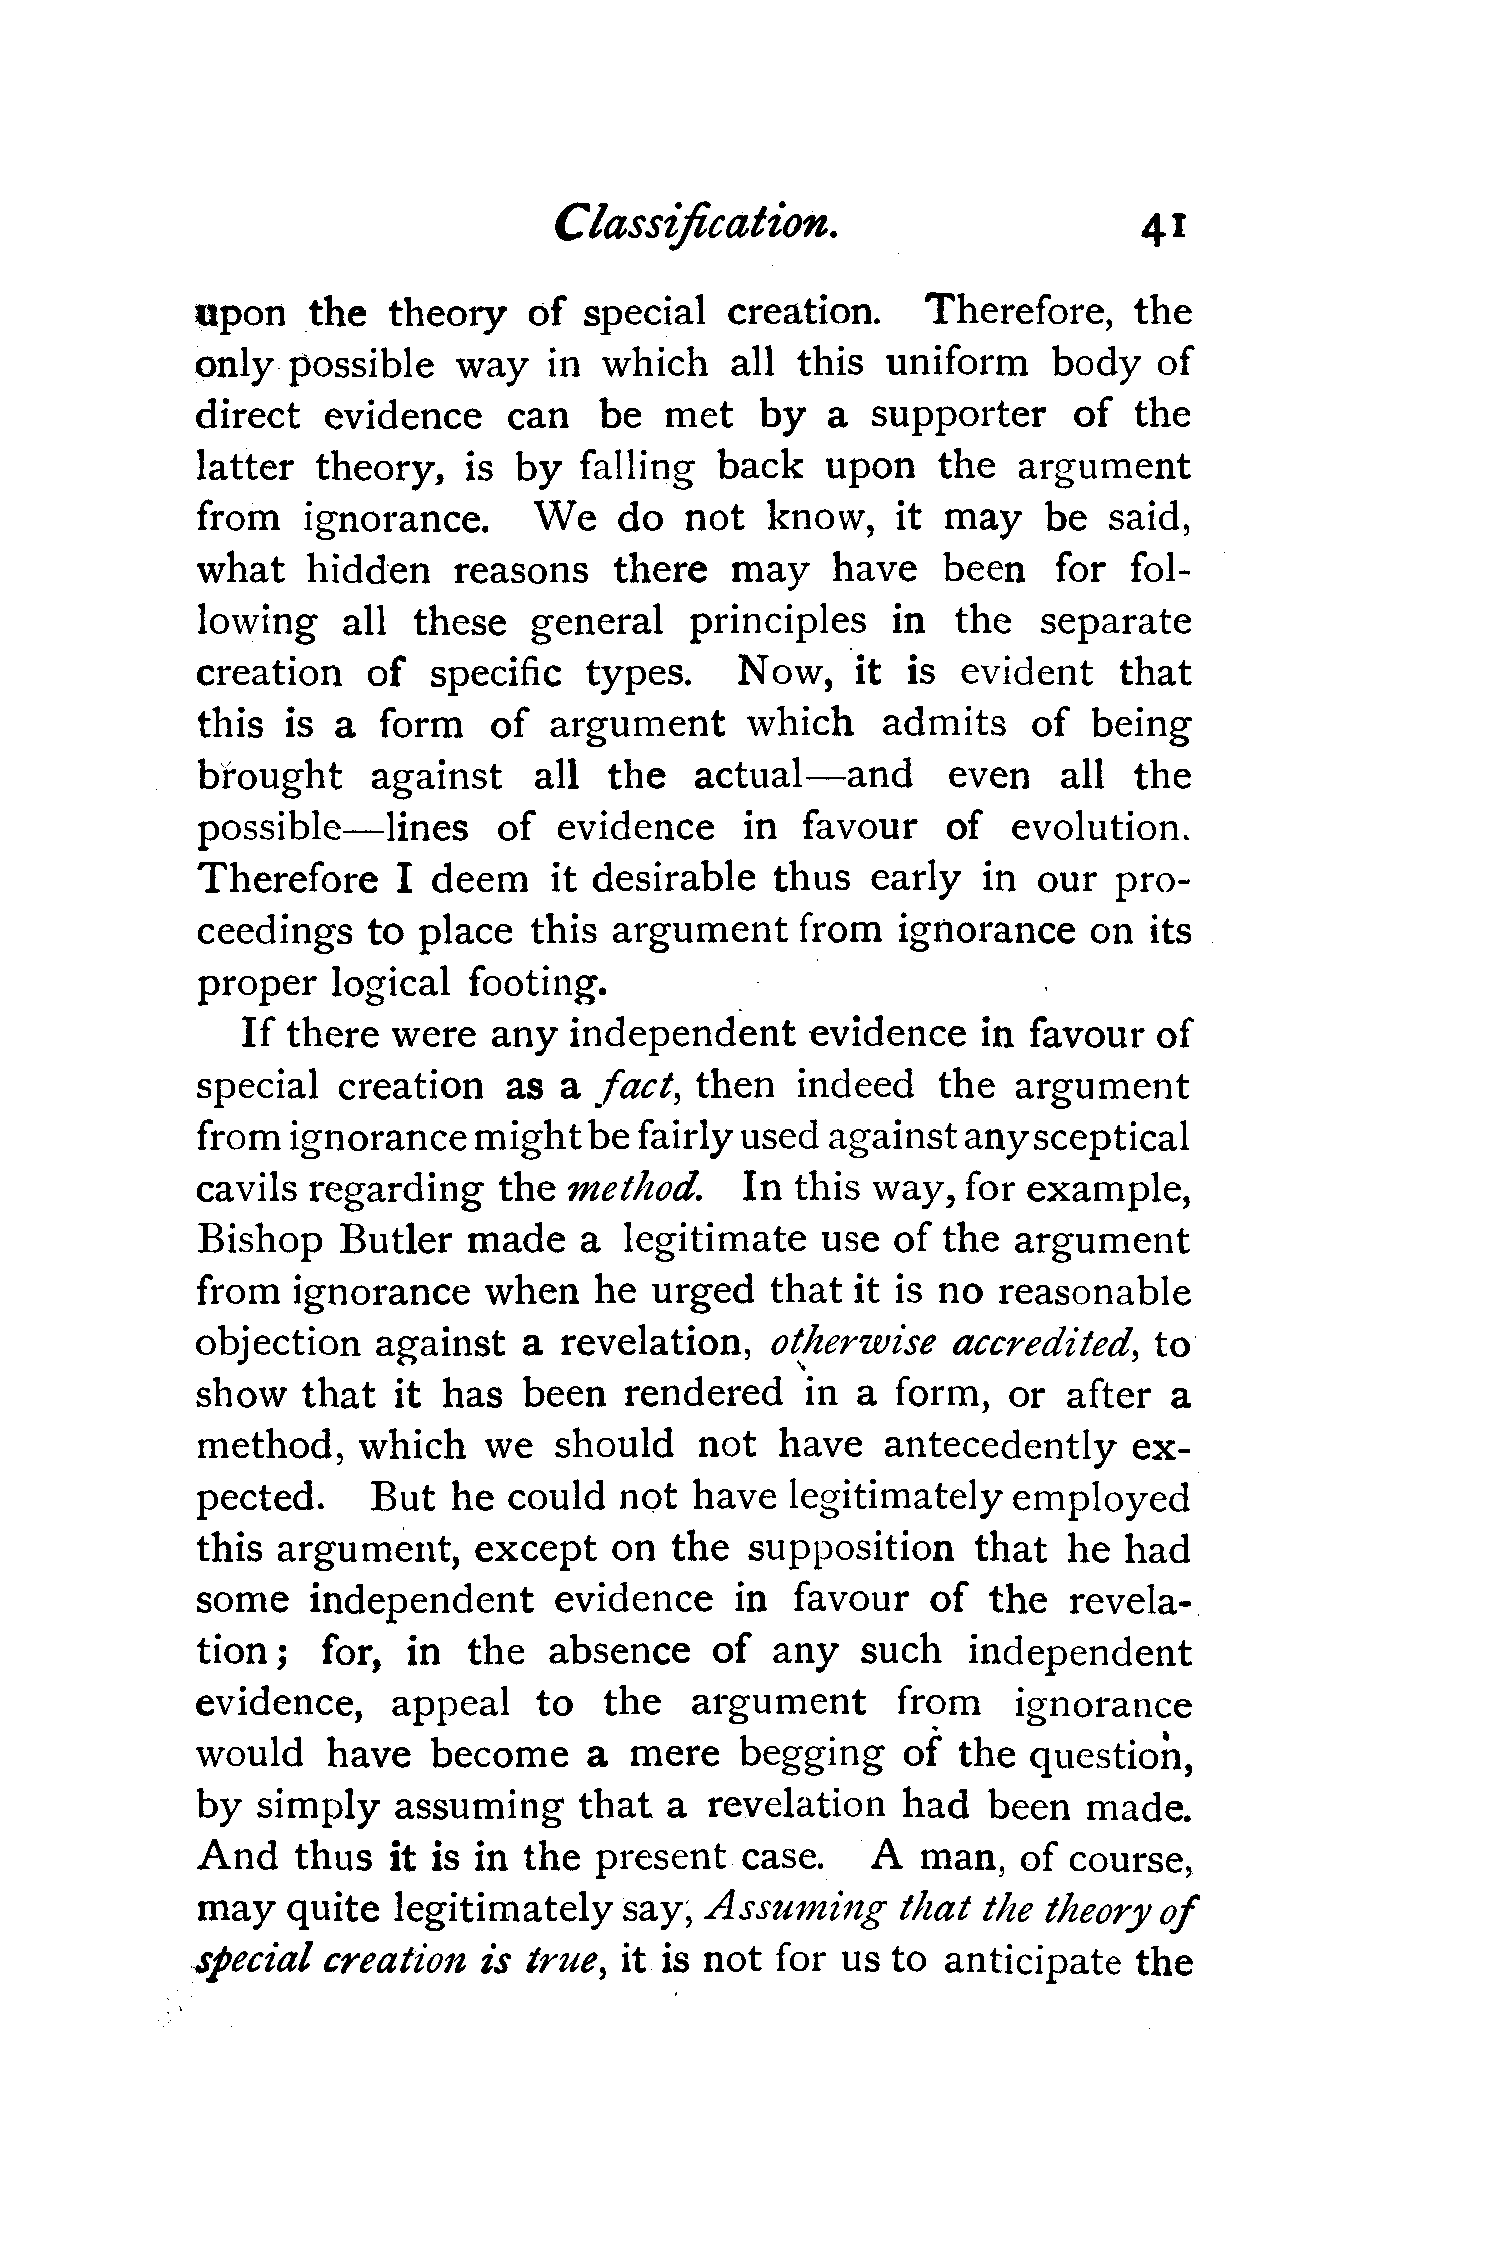 Classification. 41
upon the theory of special creation. Therefore, the
only possible way in which all this uniform body of
direct evidence can be met by a supporter of the
latter theory, is by falling back upon the argument
from ignorance. We do not know, it may be said,
what hidden reasons there may have been for fol-
lowing all these general principles in the separate
creation of specific types. Now, it is evident that
this is a form of argument which admits of being
brought against all the actual—and even all the
possible—lines of evidence in favour of evolution.
Therefore I deem it desirable thus early in our pro-
ceedings to place this argument from ignorance on its
proper logical footing.
If there were any independent evidence in favour of
special creation as a fact, then indeed the argument
from ignorance might be fairly used against any sceptical
cavils regarding the method. In this way, for example,
Bishop Butler made a legitimate use of the argument
from ignorance when he urged that it is no reasonable
objection against a revelation, otherwise accredited, to
show that it has been rendered in a form, or after a
method, which we should not have antecedently ex-
pected. But he could not have legitimately employed
this argument, except on the supposition that he had
some independent evidence in favour of the revela-
tion; for, in the absence of any such independent
evidence, appeal to the argument from ignorance
would have become a mere begging of the question,
by simply assuming that a revelation had been made.
And thus it is in the present case. A man, of course,
may quite legitimately say, Assuming that the theory of
special creation is true, it is not for us to anticipate the